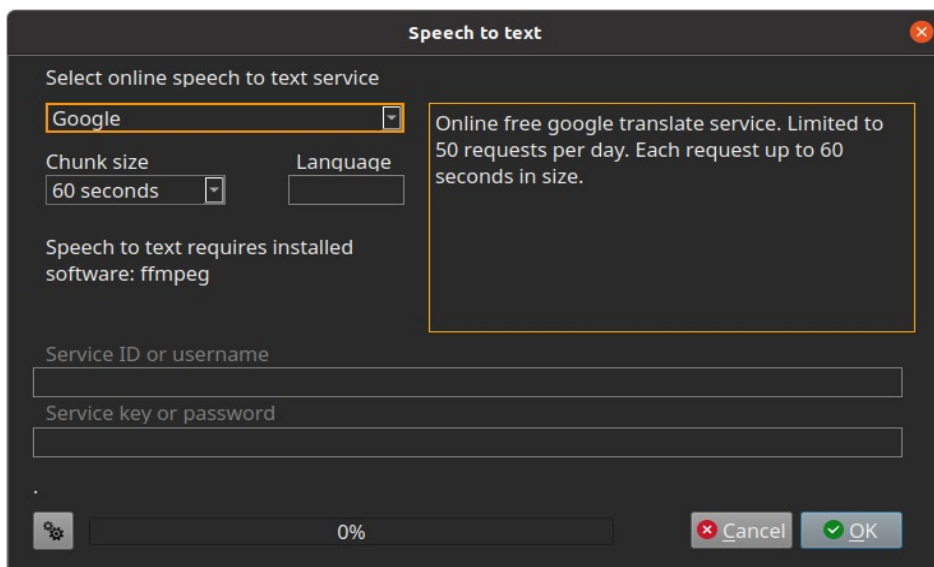 Speech to text
Select online speech to text service
Google
Chunk size
Language
60 seconds
Online free google translate service. Limited to
50 requests per day. Each request up to 60
seconds in size.
Speech to text requires installed
software: ffmpeg
Service ID or username
Service key or password
.
0%
Cancel
OK